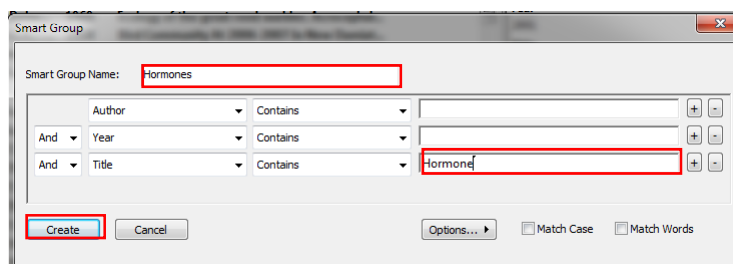 Smart Group
Smart Group Name: Hormones
Author Contains + -
And Year Contains + -
And Title Contains Hormone + -
Create Cancel Options... Match Case Match Words